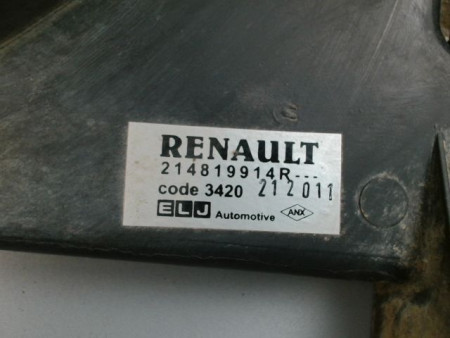 RENAULT
214819914R---
code 3420 212011
ELJ Automotive ANX